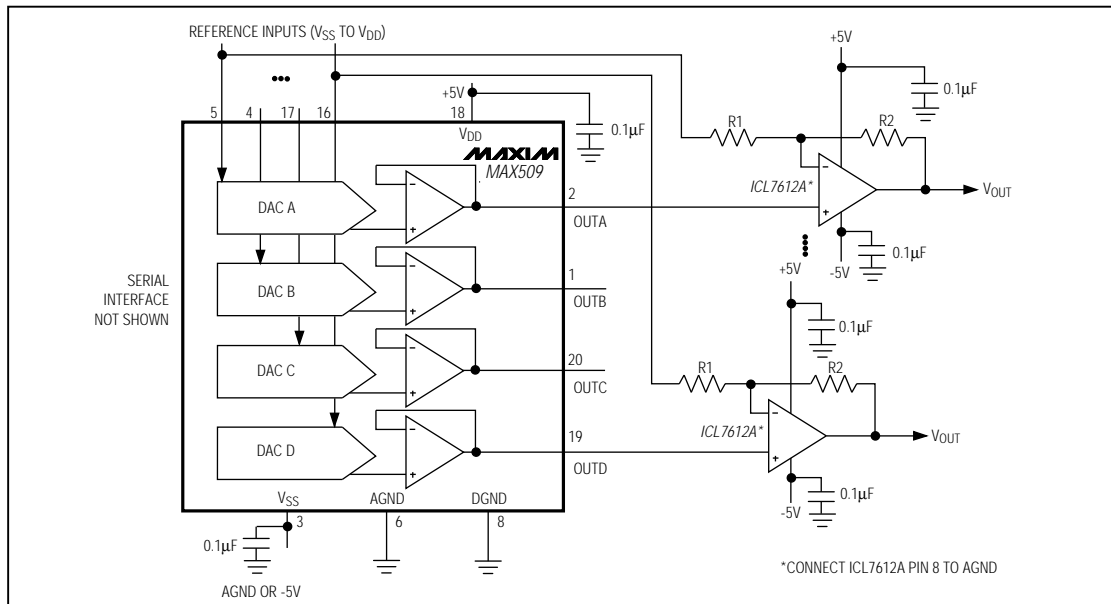 REFERENCE INPUTS (VSS TO VDD)
+5V
0.1µF
5
4
17
16
+5V
18
0.1µF
VDD
R1
R2
MAXIM
MAX509
ICL7612A*
VOUT
DAC A
2
OUTA
-5V
0.1µF
+5V
SERIAL
INTERFACE
NOT SHOWN
DAC B
1
OUTB
0.1µF
DAC C
20
OUTC
R1
R2
ICL7612A*
VOUT
DAC D
19
OUTD
-5V
0.1µF
VSS
AGND
DGND
3
6
8
0.1µF
AGND OR -5V
*CONNECT ICL7612A PIN 8 TO AGND